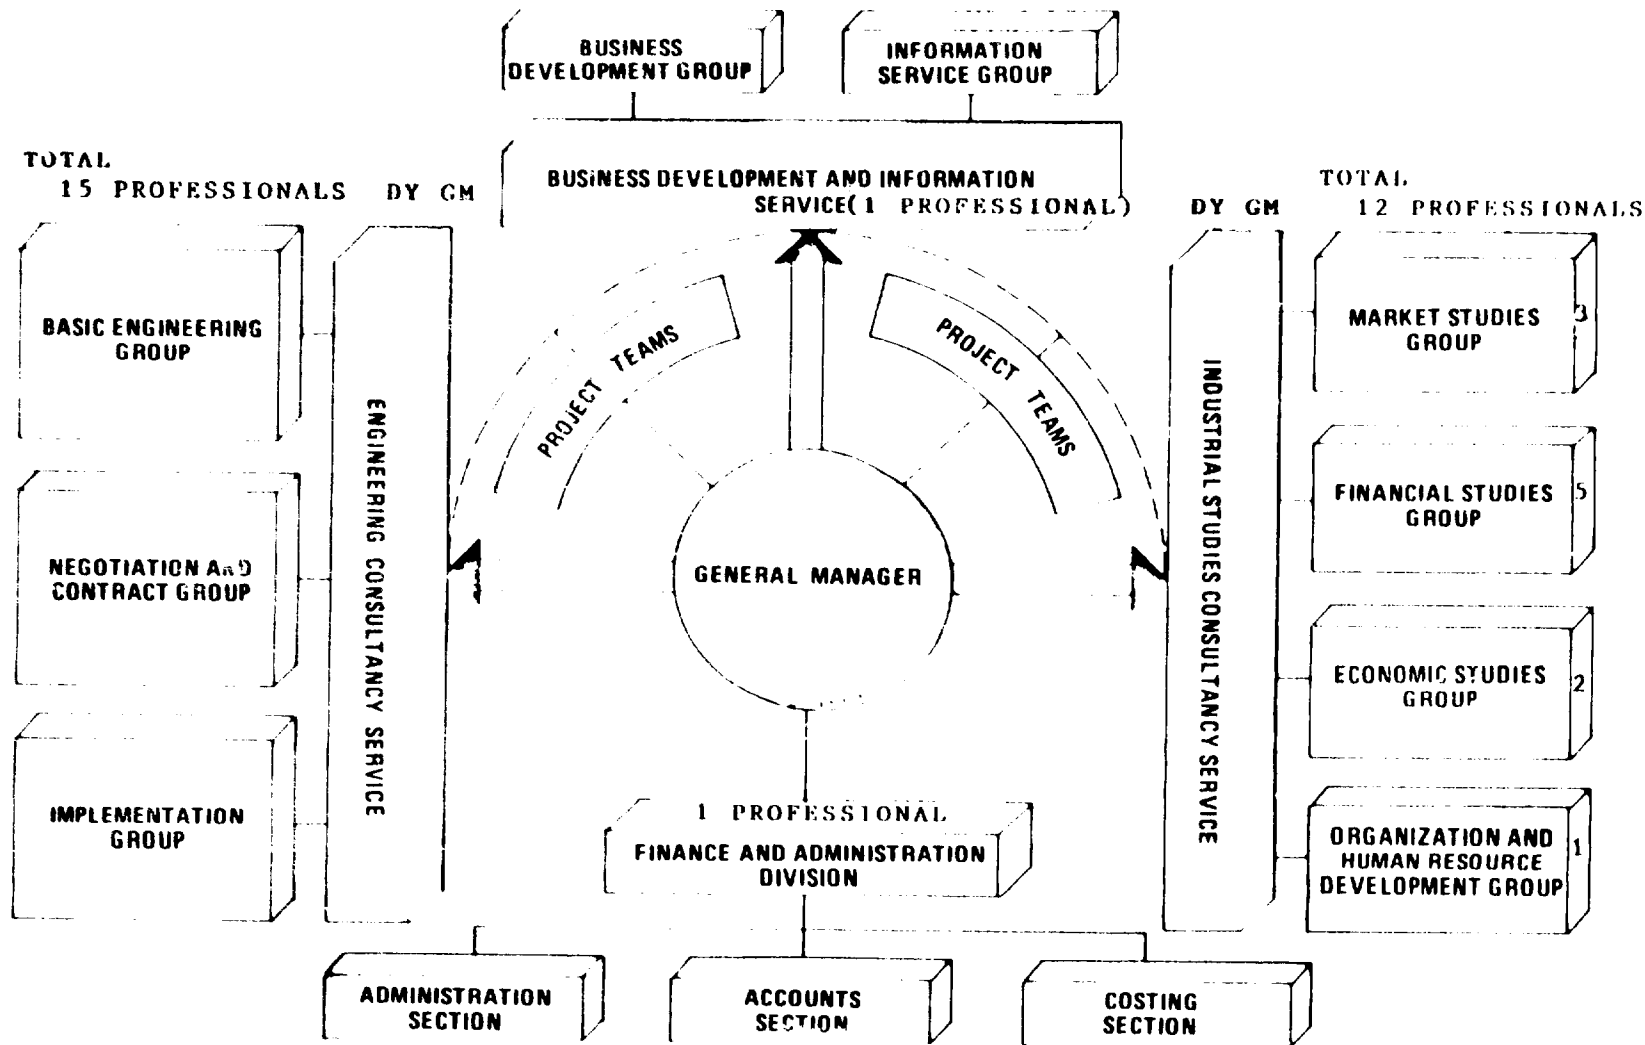 BUSINESS
DEVELOPMENT GROUP
INFORMATION
SERVICE GROUP
BUSINESS DEVELOPMENT AND INFORMATION
SERVICE(1 PROFESSIONAL)
TOTAL
15 PROFESSIONALS DY GM
DY GM
TOTAL
12 PROFESSIONALS
BASIC ENGINEERING
GROUP
NEGOTIATION AND
CONTRACT GROUP
IMPLEMENTATION
GROUP
ENGINEERING CONSULTANCY SERVICE
PROJECT TEAMS
PROJECT TEAMS
GENERAL MANAGER
INDUSTRIAL STUDIES CONSULTANCY SERVICE
MARKET STUDIES
GROUP
3
FINANCIAL STUDIES
GROUP
5
ECONOMIC STUDIES
GROUP
2
ORGANIZATION AND
HUMAN RESOURCE
DEVELOPMENT GROUP
1
1 PROFESSIONAL
FINANCE AND ADMINISTRATION
DIVISION
ADMINISTRATION
SECTION
ACCOUNTS
SECTION
COSTING
SECTION